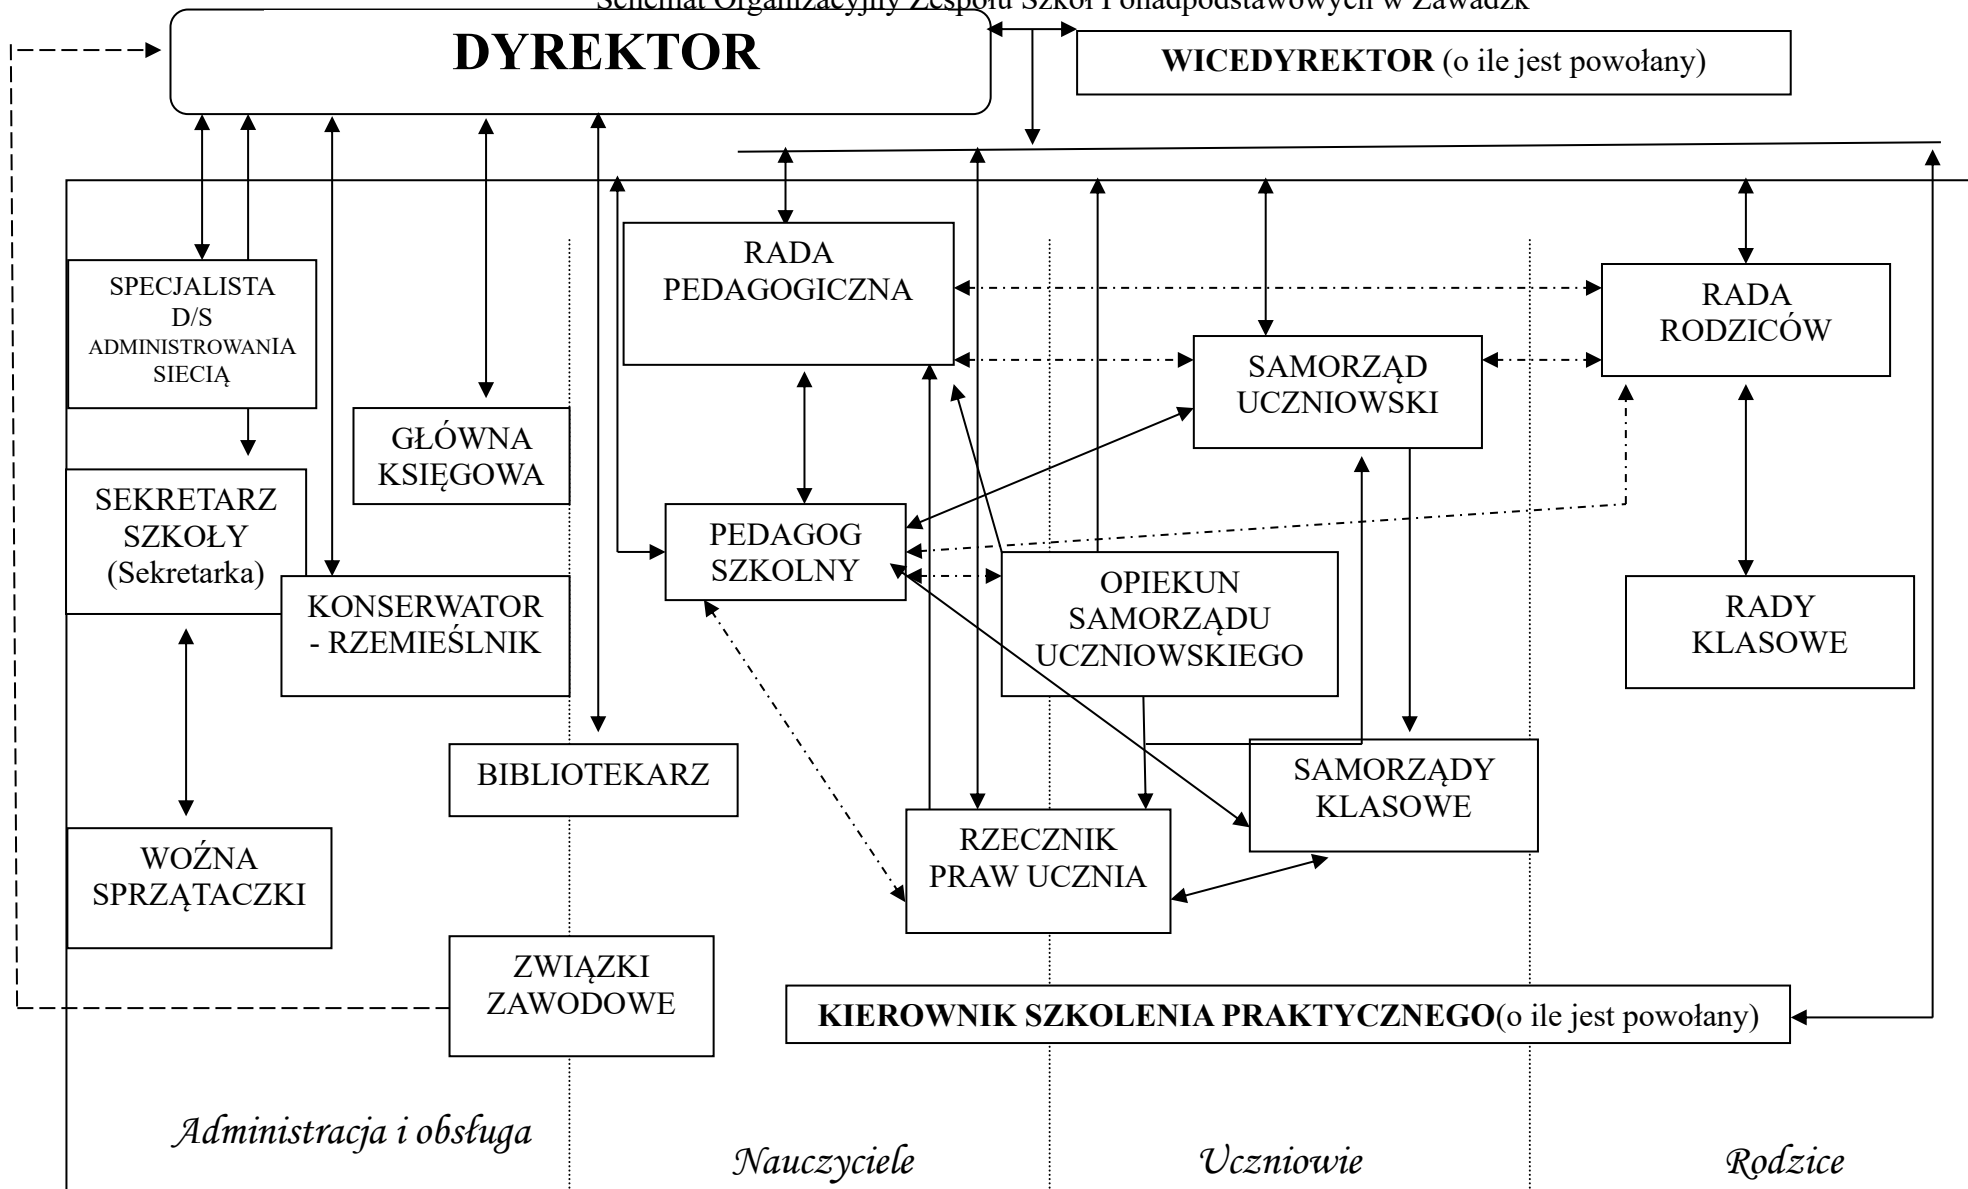 Schemat Organizacyjny Zespołu Szkół Ponadpodstawowych w Zawadzk
DYREKTOR
WICEDYREKTOR (o ile jest powołany)
RADA
PEDAGOGICZNA
SPECJALISTA
D/S
ADMINISTROWANIA
SIECIĄ
RADA
RODZICÓW
SAMORZĄD
UCZNIOWSKI
GŁÓWNA
KSIĘGOWA
SEKRETARZ
SZKOŁY
(Sekretarka)
PEDAGOG
SZKOLNY
OPIEKUN
SAMORZĄDU
UCZNIOWSKIEGO
KONSERWATOR
- RZEMIEŚLNIK
RADY
KLASOWE
BIBLIOTEKARZ
SAMORZĄDY
KLASOWE
RZECZNIK
PRAW UCZNIA
WOŹNA
SPRZĄTACZKI
ZWIĄZKI
ZAWODOWE
KIEROWNIK SZKOLENIA PRAKTYCZNEGO(o ile jest powołany)
Administracja i obsługa
Nauczyciele
Uczniowie
Rodzice